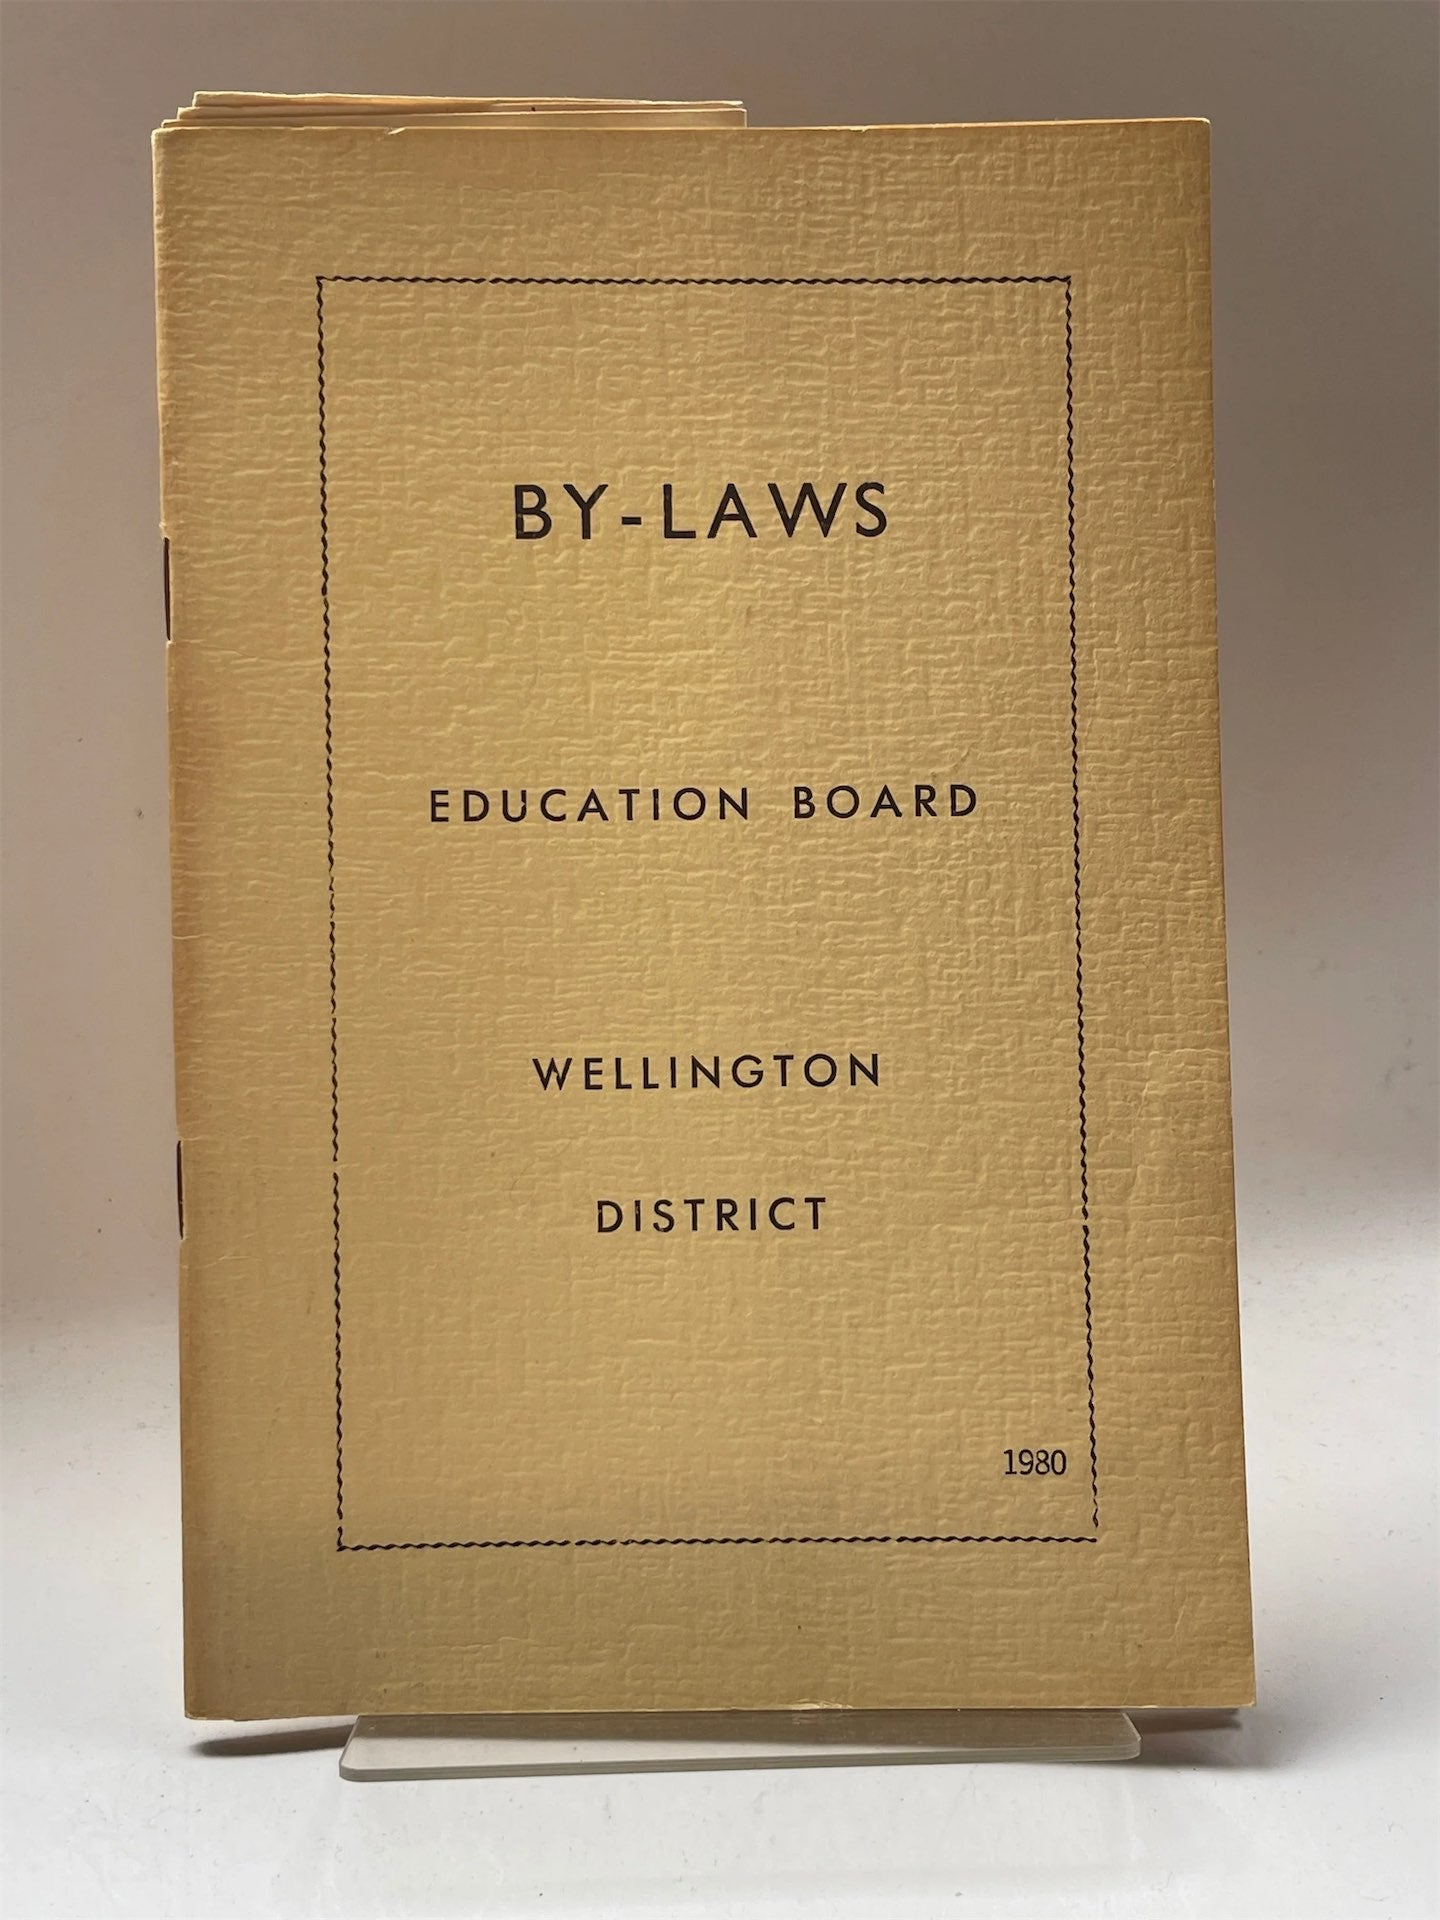 BY-LAWS
EDUCATION BOARD
WELLINGTON
DISTRICT
1980